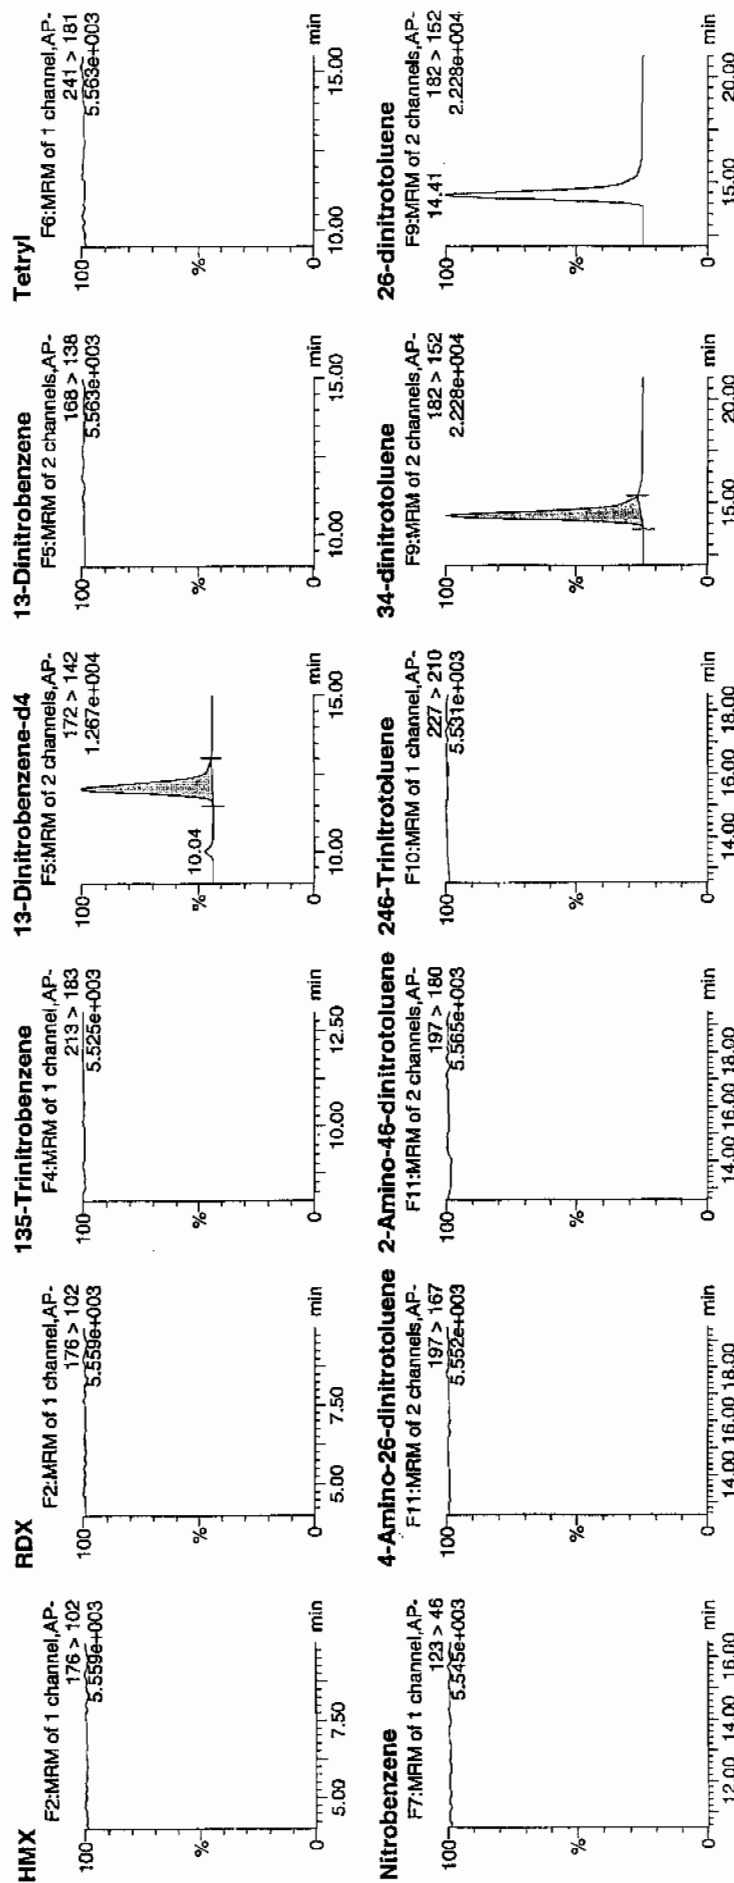 HMX
F2:MRM of 1 channel,AP-
176 > 102
5.559e+003
100
%
0
min
5.00 7.50
RDX
F2:MRM of 1 channel,AP-
176 > 102
5.559e+003
100
%
0
min
5.00 7.50
135-Trinitrobenzene
F4:MRM of 1 channel,AP-
213 > 183
5.525e+003
100
%
0
min
10.00 12.50
13-Dinitrobenzene-d4
F5:MRM of 2 channels,AP-
172 > 142
1.267e+004
100
%
10.04
0
min
10.00 15.00
13-Dinitrobenzene
F5:MRM of 2 channels,AP-
168 > 138
5.563e+003
100
%
0
min
10.00 15.00
Tetryl
F6:MRM of 1 channel,AP-
241 > 181
5.563e+003
100
%
0
min
10.00 15.00
Nitrobenzene
F7:MRM of 1 channel,AP-
123 > 46
5.545e+003
100
%
0
min
12.00 14.00 16.00
4-Amino-26-dinitrotoluene
F11:MRM of 2 channels,AP-
197 > 167
5.552e+003
100
%
0
min
14.00 16.00 18.00
2-Amino-46-dinitrotoluene
F11:MRM of 2 channels,AP-
197 > 180
5.565e+003
100
%
0
min
14.00 16.00 18.00
246-Trinitrotoluene
F10:MRM of 1 channel,AP-
227 > 210
5.531e+003
100
%
0
min
14.00 16.00 18.00
34-dinitrotoluene
F9:MRM of 2 channels,AP-
182 > 152
2.228e+004
100
%
0
min
15.00 20.00
26-dinitrotoluene
F9:MRM of 2 channels,AP-
14.41
182 > 152
2.228e+004
100
%
0
min
15.00 20.00